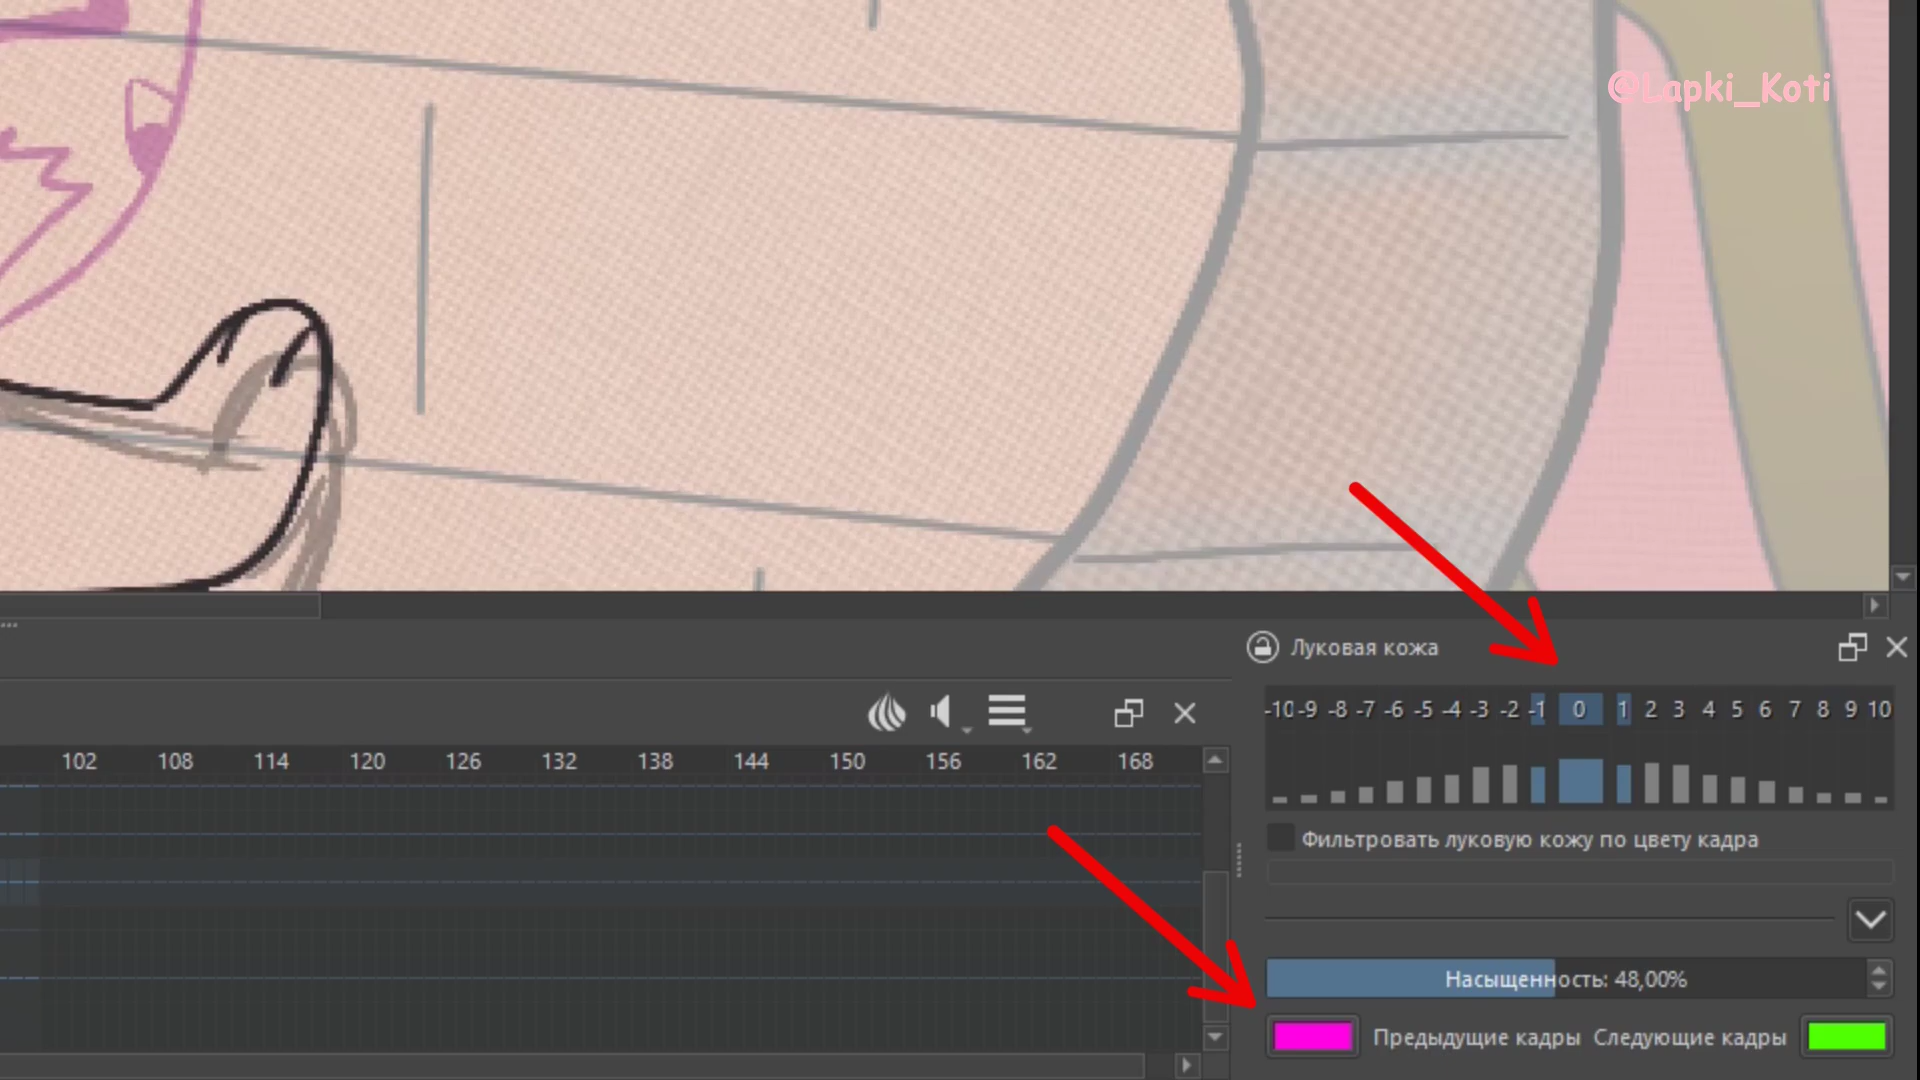 @Lapki_Koti
Луковая кожа
-10 -9 -8 -7 -6 -5 -4 -3 -2 -1 0 1 2 3 4 5 6 7 8 9 10
102 108 114 120 126 132 138 144 150 156 162 168
Фильтровать луковую кожу по цвету кадра
Насыщенность: 48,00%
Предыдущие кадры Следующие кадры